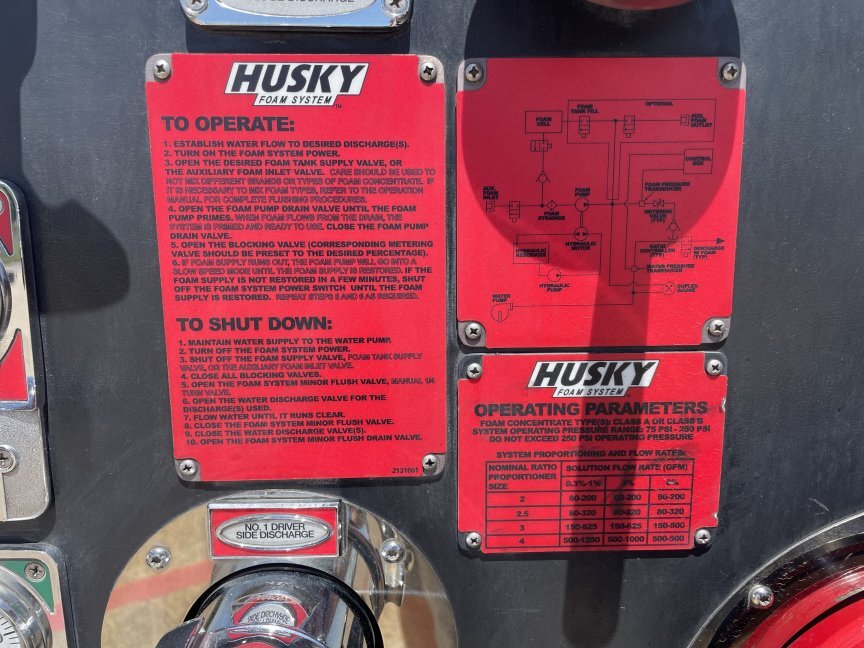 SIDE DISCHARGE
HUSKY
FOAM SYSTEM
TM
TO OPERATE:
1. ESTABLISH WATER FLOW TO DESIRED DISCHARGE(S).
2. TURN ON THE FOAM SYSTEM POWER.
3. OPEN THE DESIRED FOAM TANK SUPPLY VALVE, OR
THE AUXILIARY FOAM INLET VALVE. CARE SHOULD BE USED TO
NOT MIX DIFFERENT BRANDS OR TYPES OF FOAM CONCENTRATE. IF
IT IS NECESSARY TO MIX FOAM TYPES, REFER TO THE OPERATION
MANUAL FOR COMPLETE FLUSHING PROCEDURES.
4. OPEN THE FOAM PUMP DRAIN VALVE UNTIL THE FOAM
PUMP PRIMES. WHEN FOAM FLOWS FROM THE DRAIN, THE
SYSTEM IS PRIMED AND READY TO USE. CLOSE THE FOAM PUMP
DRAIN VALVE.
5. OPEN THE BLOCKING VALVE (CORRESPONDING METERING
VALVE SHOULD BE PRESET TO THE DESIRED PERCENTAGE).
6. IF FOAM SUPPLY RUNS OUT, THE FOAM PUMP WILL GO INTO A
SLOW SPEED MODE UNTIL THE FOAM SUPPLY IS RESTORED. IF THE
FOAM SUPPLY IS NOT RESTORED IN A FEW MINUTES, SHUT
OFF THE FOAM SYSTEM POWER SWITCH UNTIL THE FOAM
SUPPLY IS RESTORED. REPEAT STEPS 5 AND 6 AS REQUIRED.
TO SHUT DOWN:
1. MAINTAIN WATER SUPPLY TO THE WATER PUMP.
2. TURN OFF THE FOAM SYSTEM POWER.
3. SHUT OFF THE FOAM SUPPLY VALVE, FOAM TANK SUPPLY
VALVE, OR THE AUXILIARY FOAM INLET VALVE.
4. CLOSE ALL BLOCKING VALVES.
5. OPEN THE FOAM SYSTEM MINOR FLUSH VALVE, MANUAL 1/4
TURN VALVE.
6. OPEN THE WATER DISCHARGE VALVE FOR THE
DISCHARGE(S) USED.
7. FLOW WATER UNTIL IT RUNS CLEAR.
8. CLOSE THE FOAM SYSTEM MINOR FLUSH VALVE.
9. CLOSE THE WATER DISCHARGE VALVE(S).
10. OPEN THE FOAM SYSTEM MINOR FLUSH DRAIN VALVE.
FOAM
CELL
FOAM
TANK FILL
OPTIONAL
AUX.
FOAM
OUTLET
CONTROL
BOX
AUX.
FOAM
INLET
FOAM
STRAINER
FOAM
PUMP
FOAM PRESSURE
TRANSDUCER
METERING
VALVE
(TYP)
HYDRAULIC
RESERVOIR
HYDRAULIC
MOTOR
RATIO
CONTROLLER
(TYP)
DISCHARGE
W/ FOAM
(TYP)
WATER PRESSURE
TRANSDUCER
HYDRAULIC
PUMP
DUPLEX
GAUGE
WATER
PUMP
HUSKY
FOAM SYSTEM
OPERATING PARAMETERS
FOAM CONCENTRATE TYPE(S): CLASS A OR CLASS B
SYSTEM OPERATING PRESSURE RANGE: 75 PSI - 250 PSI
DO NOT EXCEED 250 PSI OPERATING PRESSURE
SYSTEM PROPORTIONING AND FLOW RATES:
NOMINAL RATIO SOLUTION FLOW RATE (GPM)
PROPORTIONER
SIZE 0.3%-1% 3% 6%
2 60-200 60-200 60-200
2.5 80-320 80-320 80-320
3 150-625 150-625 150-500
4 500-1250 500-1000 500-500
NO. 1 DRIVER
SIDE DISCHARGE